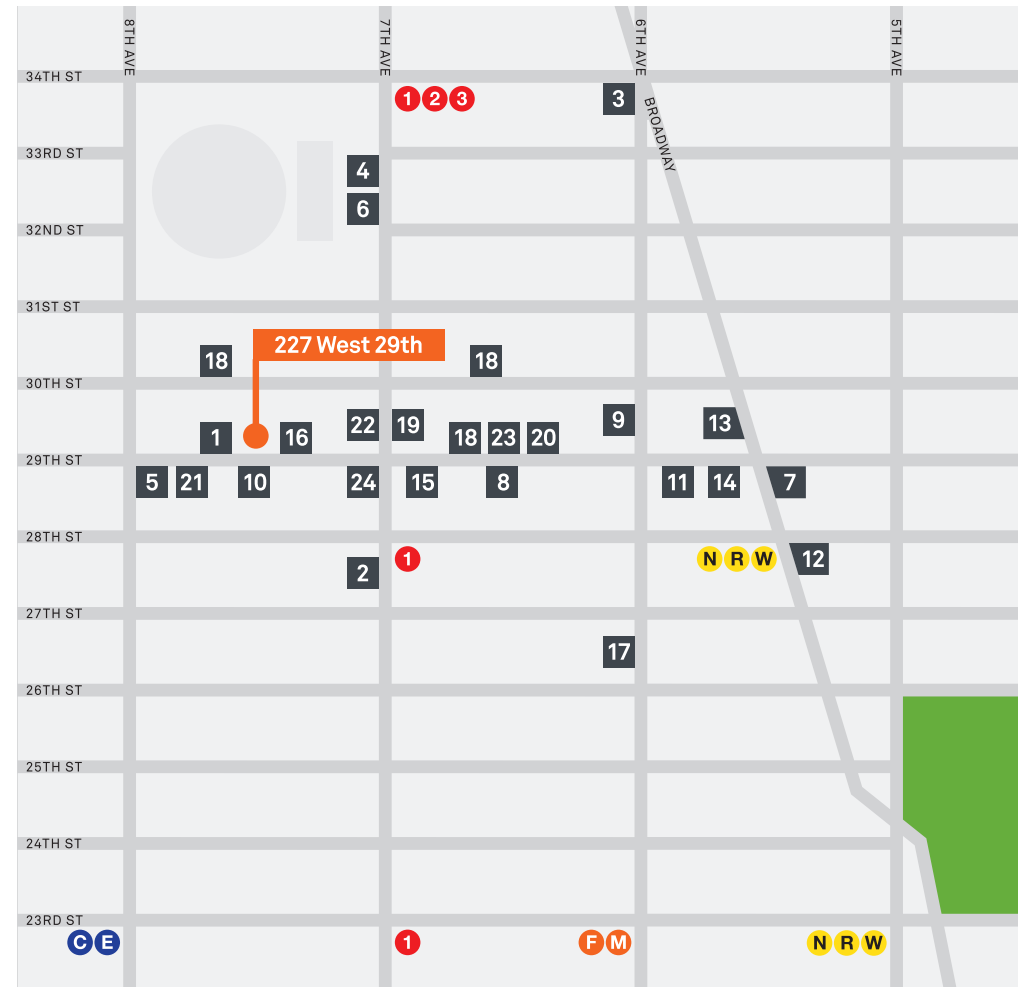 8TH AVE
7TH AVE
6TH AVE
5TH AVE
34TH ST
1 2 3
3
BROADWAY
33RD ST
4
6
32ND ST
31ST ST
227 West 29th
18
18
30TH ST
1
16
22
19
18
23
20
9
13
29TH ST
5
21
10
24
15
8
11
14
7
28TH ST
2
1
N R W
12
27TH ST
17
26TH ST
25TH ST
24TH ST
23RD ST
C E
1
F M
N R W